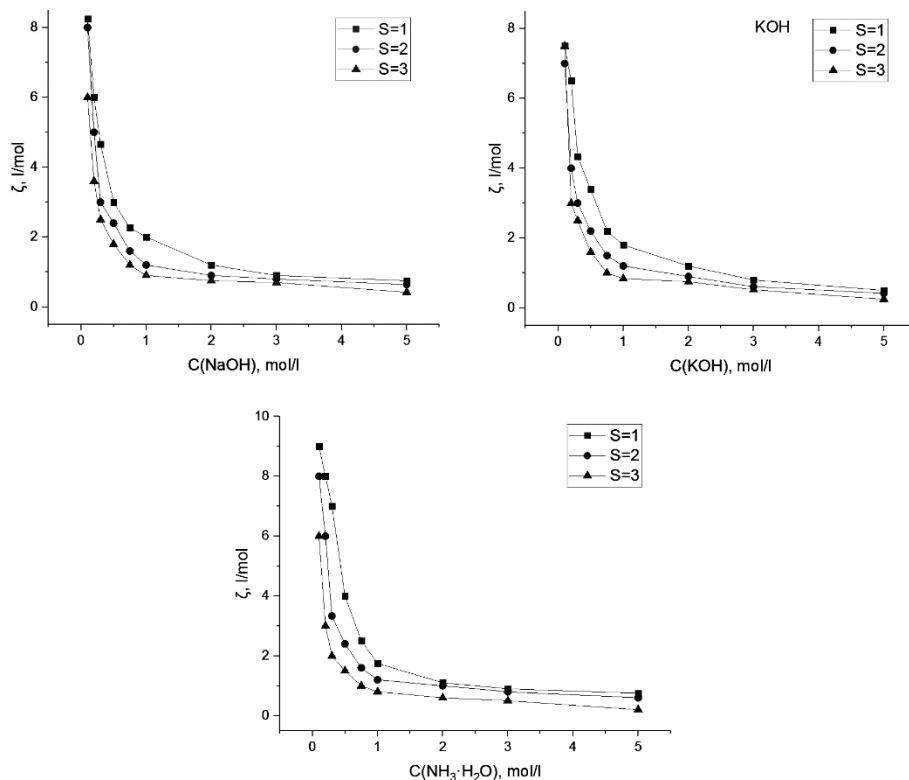 ζ, l/mol
8
6
4
2
0
0 1 2 3 4 5
C(NaOH), mol/l
S=1
S=2
S=3
ζ, l/mol
8
6
4
2
0
0 1 2 3 4 5
C(KOH), mol/l
KOH
S=1
S=2
S=3
ζ, l/mol
10
8
6
4
2
0
0 1 2 3 4 5
C(NH₃·H₂O), mol/l
S=1
S=2
S=3